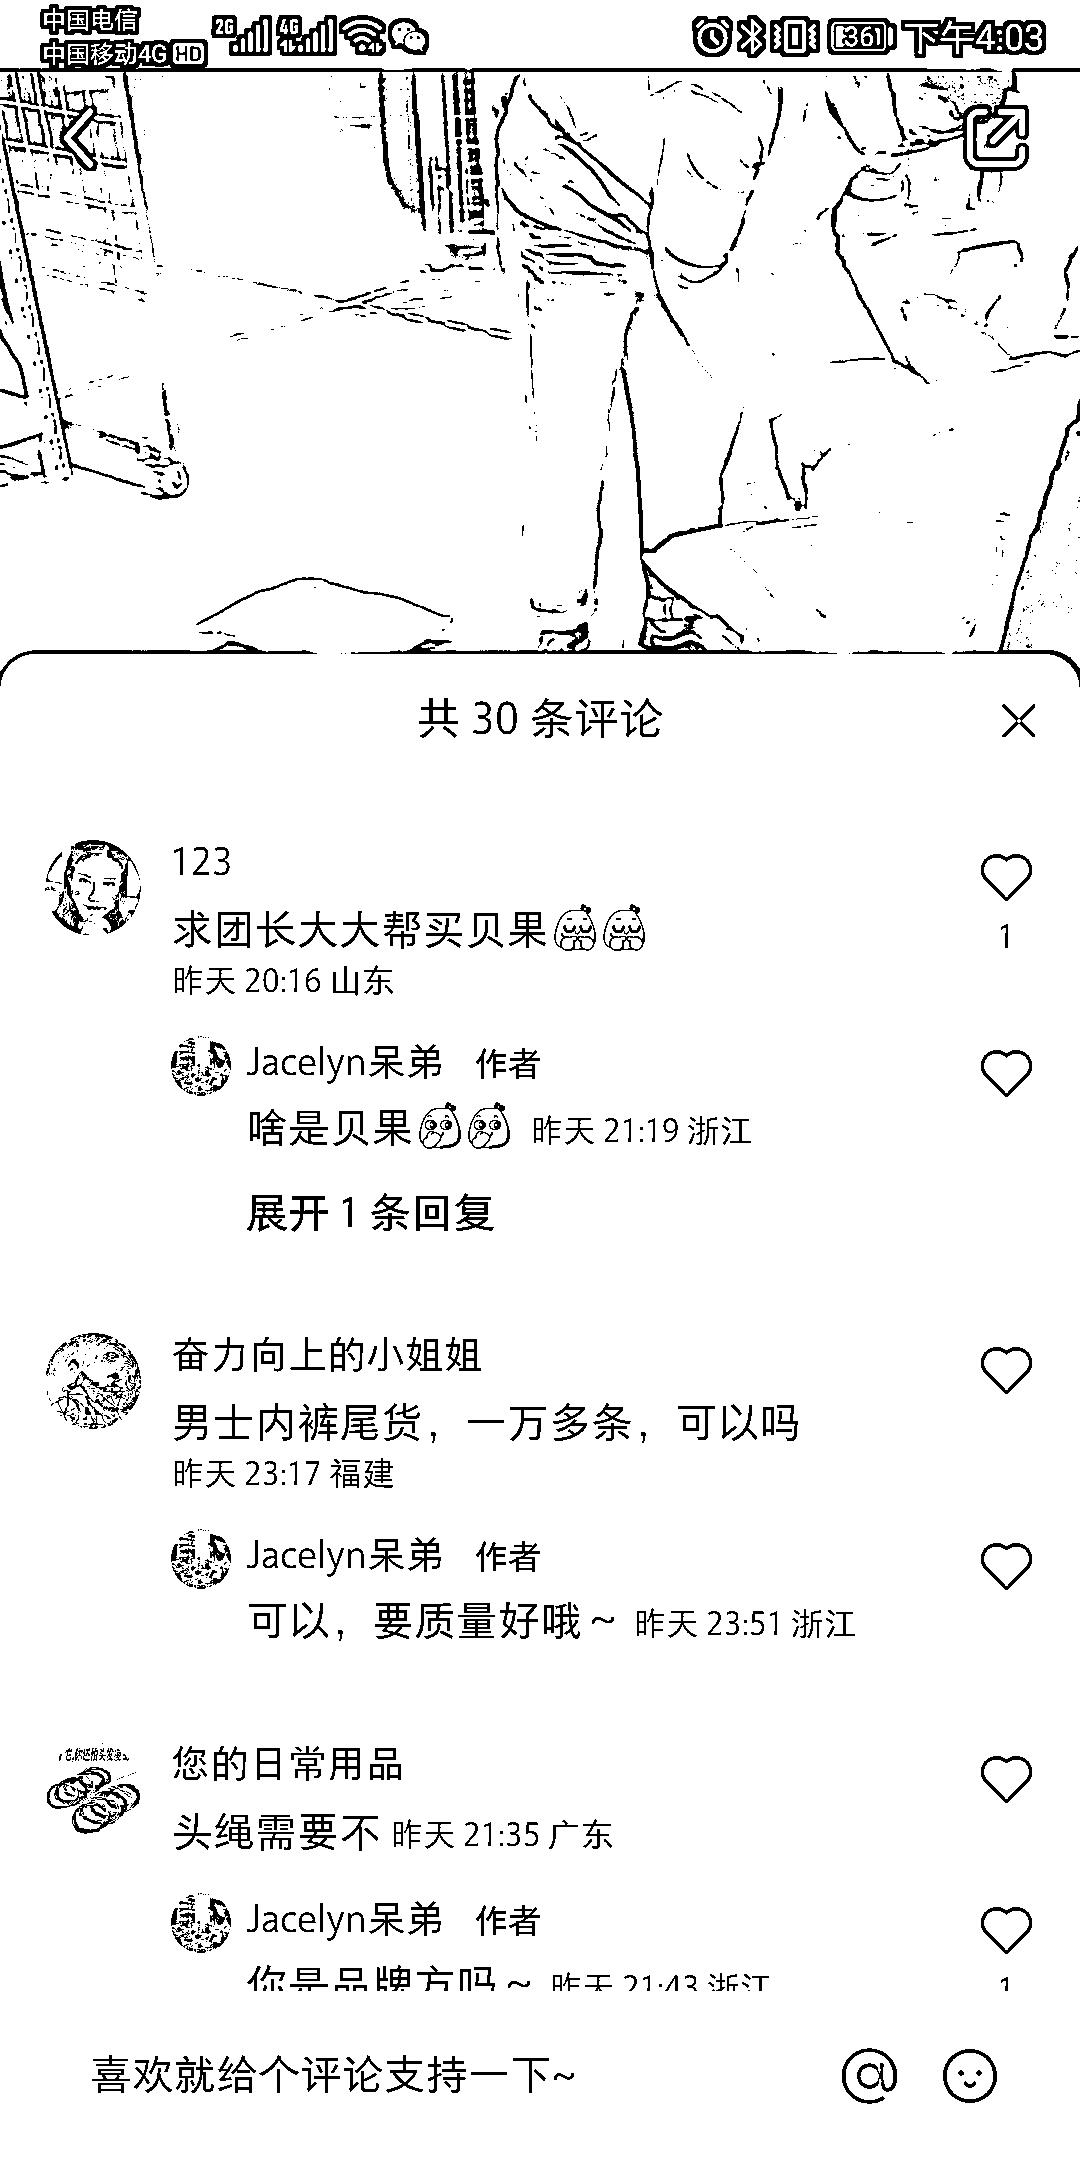 中国电信
中国移动4G HD
2G 4G 36 下午4:03
共 30 条评论
123
求团长大大帮买贝果
1
昨天 20:16 山东
Jacelyn呆弟 作者
啥是贝果 昨天 21:19 浙江
展开 1 条回复
奋力向上的小姐姐
男士内裤尾货，一万多条，可以吗
昨天 23:17 福建
Jacelyn呆弟 作者
可以，要质量好哦～ 昨天 23:51 浙江
您的日常用品
头绳需要不 昨天 21:35 广东
Jacelyn呆弟 作者
你是品牌方吗～ 昨天 21:43 浙江
1
喜欢就给个评论支持一下~